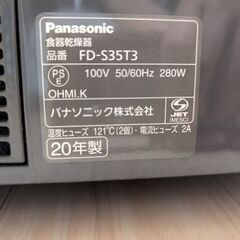 Panasonic
食器乾燥器
品番 FD-S35T3
PS
E
100V 50/60Hz 280W
OHMI.K
パナソニック株式会社
S
JET
(MESC)
温度ヒューズ 121℃(2個)・電流ヒューズ 2A
20年製